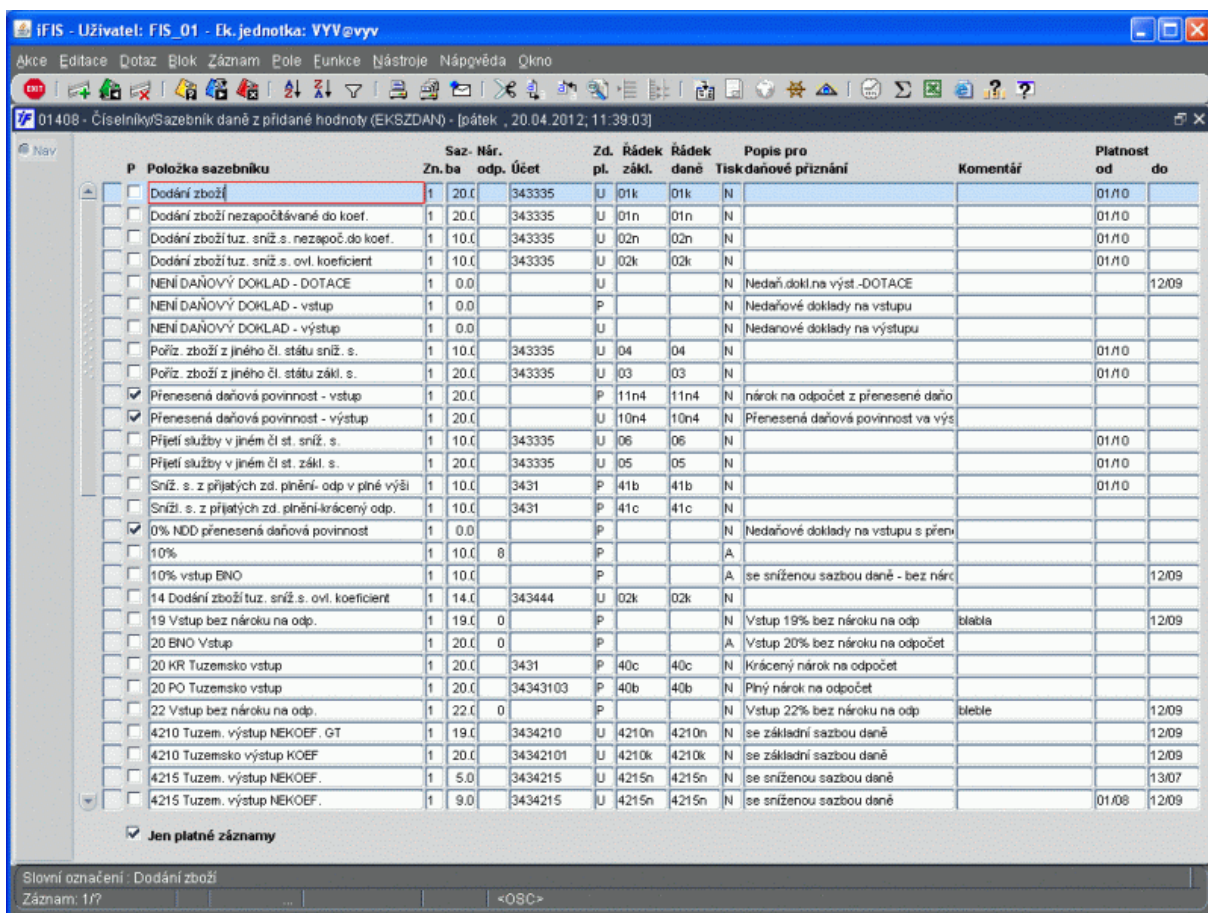 iFIS - Uživatel: FIS_01 - Ek. jednotka: VYV@vyv
Akce Editace Dotaz Blok Záznam Pole Funkce Nástroje Nápověda Okno
EXIT
01408 - Číselníky/Sazebník daně z přidané hodnoty (EKSZDAN) - [pátek , 20.04.2012; 11:39:03]
Nav
Saz- Nár. Zd. Řádek Řádek Popis pro Platnost
P Položka sazebníku Zn. ba odp. Účet pl. zákl. daně Tisk daňové přiznání Komentář od do
Dodání zboží 1 20.0 343335 U 01k 01k N 01/10
Dodání zboží nezapočítávané do koef. 1 20.0 343335 U 01n 01n N 01/10
Dodání zboží tuz. sníž.s. nezapoč.do koef. 1 10.0 343335 U 02n 02n N 01/10
Dodání zboží tuz. sníž.s. ovl. koeficient 1 10.0 343335 U 02k 02k N 01/10
NENÍ DAŇOVÝ DOKLAD - DOTACE 1 0.0 U N Nedaň.dokl.na výst.-DOTACE 12/09
NENÍ DAŇOVÝ DOKLAD - vstup 1 0.0 P N Nedaňové doklady na vstupu
NENÍ DAŇOVÝ DOKLAD - výstup 1 0.0 U N Nedanové doklady na výstupu
Poříz. zboží z jiného čl. státu sníž. s. 1 10.0 343335 U 04 04 N 01/10
Poříz. zboží z jiného čl. státu zákl. s. 1 20.0 343335 U 03 03 N 01/10
Přenesená daňová povinnost - vstup 1 20.0 P 11n4 11n4 N nárok na odpočet z přenesené daňo
Přenesená daňová povinnost - výstup 1 20.0 U 10n4 10n4 N Přenesená daňová povinnost va výs
Přijetí služby v jiném čl st. sníž. s. 1 10.0 343335 U 06 06 N 01/10
Přijetí služby v jiném čl st. zákl. s. 1 20.0 343335 U 05 05 N 01/10
Sníž. s. z přijatých zd. plnění- odp v plné výši 1 10.0 3431 P 41b 41b N 01/10
Snížl. s. z přijatých zd. plnění-krácený odp. 1 10.0 3431 P 41c 41c N
0% NDD přenesená daňová povinnost 1 0.0 P N Nedaňové doklady na vstupu s přen
10% 1 10.0 8 P A
10% vstup BNO 1 10.0 P A se sníženou sazbou daně - bez náro 12/09
14 Dodání zboží tuz. sníž.s. ovl. koeficient 1 14.0 343444 U 02k 02k N
19 Vstup bez nároku na odp. 1 19.0 0 P N Vstup 19% bez nároku na odp blabla 12/09
20 BNO Vstup 1 20.0 0 P A Vstup 20% bez nároku na odpočet
20 KR Tuzemsko vstup 1 20.0 3431 P 40c 40c N Krácený nárok na odpočet
20 PO Tuzemsko vstup 1 20.0 34343103 P 40b 40b N Plný nárok na odpočet
22 Vstup bez nároku na odp. 1 22.0 0 P N Vstup 22% bez nároku na odp bleble 12/09
4210 Tuzem. výstup NEKOEF. GT 1 19.0 3434210 U 4210n 4210n N se základní sazbou daně 12/09
4210 Tuzemsko výstup KOEF 1 20.0 34342101 U 4210k 4210k N se základní sazbou daně 12/09
4215 Tuzem. výstup NEKOEF. 1 5.0 3434215 U 4215n 4215n N se sníženou sazbou daně 13/07
4215 Tuzem. výstup NEKOEF. 1 9.0 3434215 U 4215n 4215n N se sníženou sazbou daně 01/08 12/09
Jen platné záznamy
Slovní označení : Dodání zboží
Záznam: 1/? ... <OSC>